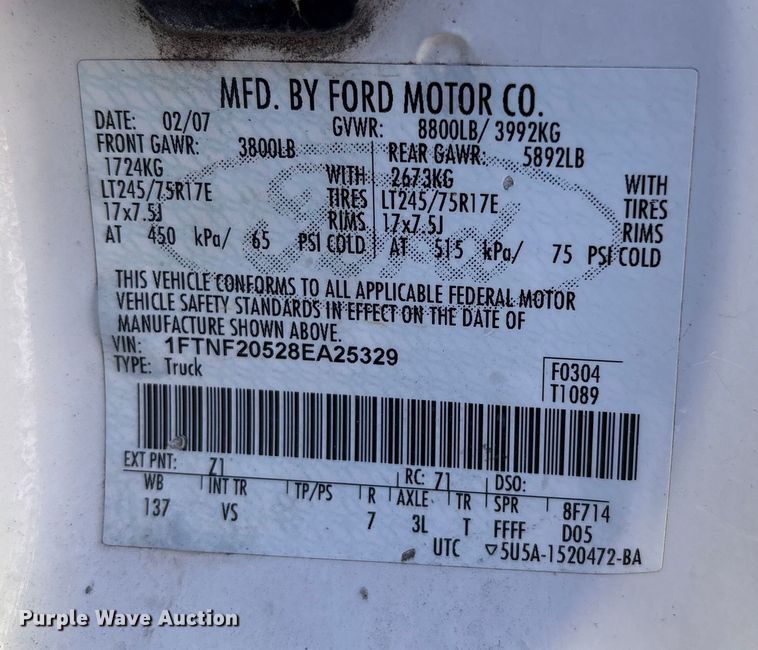 MFD. BY FORD MOTOR CO.
DATE: 02/07 GVWR: 8800LB/ 3992KG
FRONT GAWR: 3800LB REAR GAWR: 5892LB
1724KG WITH 2673KG WITH
LT245/75R17E TIRES LT245/75R17E TIRES
17x7.5J RIMS 17x7.5J RIMS
AT 450 kPa/ 65 PSI COLD AT 515 kPa/ 75 PSI COLD
THIS VEHICLE CONFORMS TO ALL APPLICABLE FEDERAL MOTOR
VEHICLE SAFETY STANDARDS IN EFFECT ON THE DATE OF
MANUFACTURE SHOWN ABOVE.
VIN: 1FTNF20528EA25329
TYPE: Truck F0304
T1089
EXT PNT: Z1 RC: 71 DSO:
WB INT TR TP/PS R AXLE TR SPR 8F714
137 VS 7 3L T FFFF D05
UTC ▽5U5A-1520472-BA
Purple Wave Auction